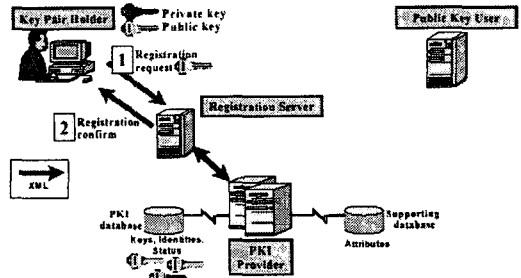 Key Pair Holder
Private key
Public key
Public Key User
1 Registration
request
Registration Server
2 Registration
confirm
XML
PKI
database
Keys, Identities,
Status
PKI
Provider
Supporting
database
Attributes